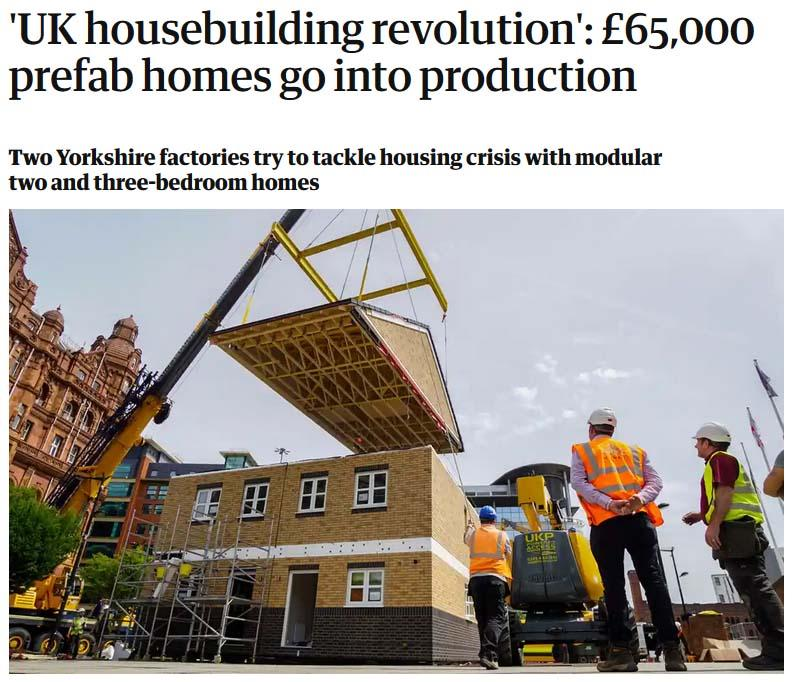 'UK housebuilding revolution': £65,000
prefab homes go into production
Two Yorkshire factories try to tackle housing crisis with modular
two and three-bedroom homes
UKP
ACCESS